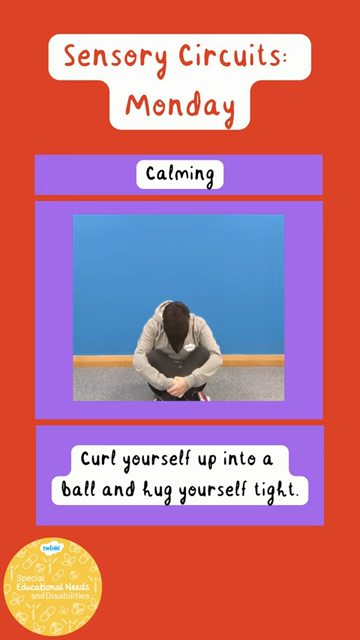 Sensory Circuits:
Monday
Calming
Curl yourself up into a
ball and hug yourself tight.
twinkl
Special
Educational Needs
and Disabilities